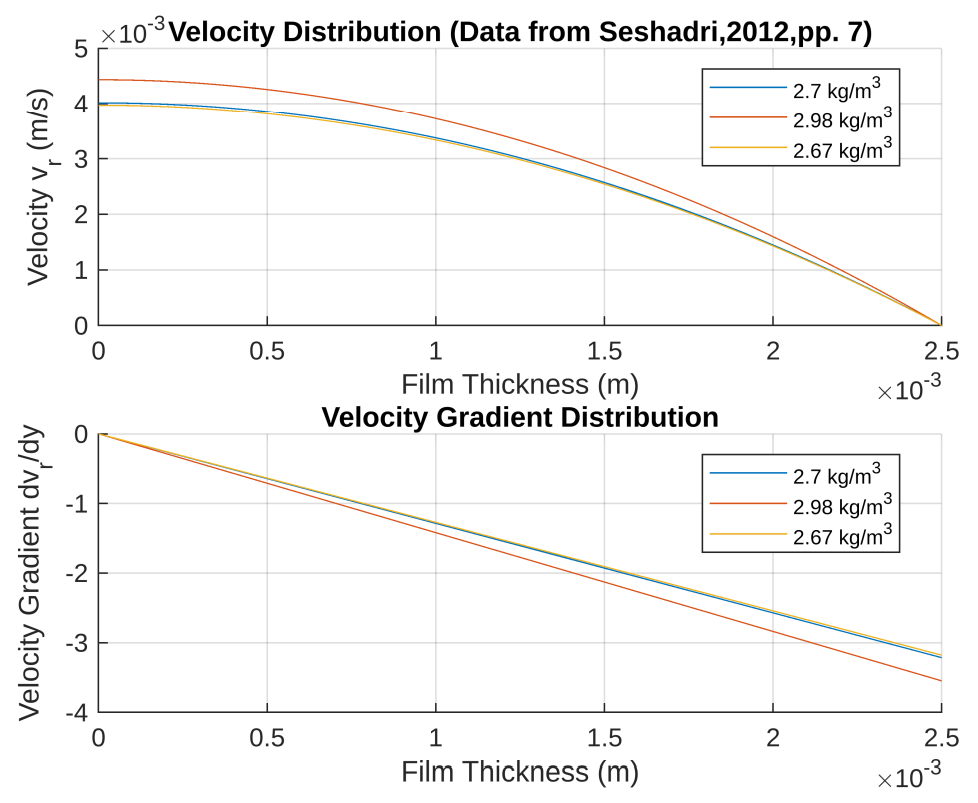 ×10⁻³ Velocity Distribution (Data from Seshadri,2012,pp. 7)
5
4
3
2
1
0
Velocity vᵣ (m/s)
2.7 kg/m³
2.98 kg/m³
2.67 kg/m³
0 0.5 1 1.5 2 2.5
Film Thickness (m)
×10⁻³
Velocity Gradient Distribution
0
-1
-2
-3
-4
Velocity Gradient dvᵣ/dy
2.7 kg/m³
2.98 kg/m³
2.67 kg/m³
0 0.5 1 1.5 2 2.5
Film Thickness (m)
×10⁻³